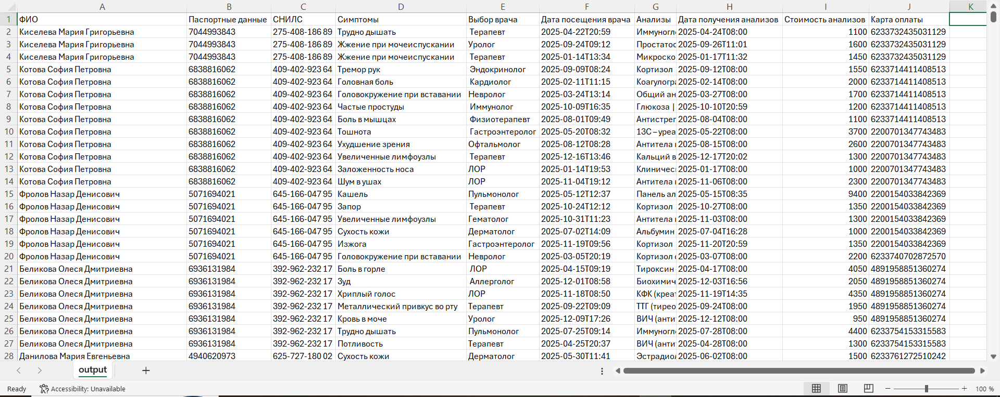 A B C D E F G H I J K
1 ФИО Паспортные данные СНИЛС Симптомы Выбор врача Дата посещения врача Анализы Дата получения анализов Стоимость анализов Карта оплаты
2 Киселева Мария Григорьевна 7044993843 275-408-186 89 Трудно дышать Терапевт 2025-04-22T20:59 Иммуногл 2025-04-24T08:00 1100 6233732435031129
3 Киселева Мария Григорьевна 7044993843 275-408-186 89 Жжение при мочеиспускании Уролог 2025-09-24T09:12 Простатос 2025-09-26T11:01 1600 6233732435031129
4 Киселева Мария Григорьевна 7044993843 275-408-186 89 Жжение при мочеиспускании Терапевт 2025-01-14T13:34 Микроско 2025-01-17T11:32 1450 6233732435031129
5 Котова София Петровна 6838816062 409-402-923 64 Тремор рук Эндокринолог 2025-09-09T08:24 Кортизол 2025-09-12T08:00 1550 6233714411408513
6 Котова София Петровна 6838816062 409-402-923 64 Головная боль Кардиолог 2025-02-11T11:15 Коагулогра 2025-02-14T08:00 2000 6233714411408513
7 Котова София Петровна 6838816062 409-402-923 64 Головокружение при вставании Невролог 2025-03-24T13:14 Общий ан 2025-03-27T08:00 1700 6233714411408513
8 Котова София Петровна 6838816062 409-402-923 64 Частые простуды Иммунолог 2025-10-09T16:35 Глюкоза | 2025-10-10T20:59 1200 6233714411408513
9 Котова София Петровна 6838816062 409-402-923 64 Боль в мышцах Физиотерапевт 2025-08-01T09:49 Антистреп 2025-08-04T08:00 1100 6233714411408513
10 Котова София Петровна 6838816062 409-402-923 64 Тошнота Гастроэнтеролог 2025-05-20T08:32 13С – уреа 2025-05-22T08:00 3700 2200701347743483
11 Котова София Петровна 6838816062 409-402-923 64 Ухудшение зрения Офтальмолог 2025-08-12T08:28 Антитела 2025-08-15T08:00 2600 2200701347743483
12 Котова София Петровна 6838816062 409-402-923 64 Увеличенные лимфоузлы Терапевт 2025-12-16T13:46 Кальций в 2025-12-17T20:02 1300 2200701347743483
13 Котова София Петровна 6838816062 409-402-923 64 Заложенность носа ЛОР 2025-01-14T19:53 Клиничес 2025-01-17T08:00 1000 2200701347743483
14 Котова София Петровна 6838816062 409-402-923 64 Шум в ушах ЛОР 2025-11-04T19:12 Антитела 2025-11-06T08:00 2300 2200701347743483
15 Фролов Назар Денисович 5071694021 645-166-047 95 Кашель Пульмонолог 2025-05-12T12:37 Панель ал 2025-05-15T08:35 9400 2200154033842369
16 Фролов Назар Денисович 5071694021 645-166-047 95 Запор Терапевт 2025-10-24T12:12 Кортизол 2025-10-27T08:00 1350 2200154033842369
17 Фролов Назар Денисович 5071694021 645-166-047 95 Увеличенные лимфоузлы Гематолог 2025-10-31T11:23 Антитела 2025-11-03T08:00 1300 2200154033842369
18 Фролов Назар Денисович 5071694021 645-166-047 95 Сухость кожи Дерматолог 2025-07-02T14:09 Альбумин 2025-07-04T16:28 1000 2200154033842369
19 Фролов Назар Денисович 5071694021 645-166-047 95 Изжога Гастроэнтеролог 2025-11-19T09:56 Кортизол 2025-11-20T20:59 1350 2200154033842369
20 Фролов Назар Денисович 5071694021 645-166-047 95 Головокружение при вставании Невролог 2025-03-05T20:19 Кортизол с 2025-03-07T08:00 2200 6233740702872570
21 Беликова Олеся Дмитриевна 6936131984 392-962-232 17 Боль в горле ЛОР 2025-04-15T09:19 Тироксин 2025-04-17T08:00 4050 4891958851360274
22 Беликова Олеся Дмитриевна 6936131984 392-962-232 17 Зуд Аллерголог 2025-12-01T08:58 Биохимич 2025-12-03T16:56 2050 4891958851360274
23 Беликова Олеся Дмитриевна 6936131984 392-962-232 17 Хриплый голос ЛОР 2025-11-18T08:50 КФК (креат 2025-11-19T14:35 4350 4891958851360274
24 Беликова Олеся Дмитриевна 6936131984 392-962-232 17 Металлический привкус во рту Терапевт 2025-09-22T09:09 ТТГ (тирео 2025-09-24T08:00 1950 4891958851360274
25 Беликова Олеся Дмитриевна 6936131984 392-962-232 17 Кровь в моче Уролог 2025-12-09T17:26 ВИЧ (анти 2025-12-12T08:00 950 4891958851360274
26 Беликова Олеся Дмитриевна 6936131984 392-962-232 17 Трудно дышать Пульмонолог 2025-07-25T09:14 Иммуногл 2025-07-28T08:00 4400 6233754153315583
27 Беликова Олеся Дмитриевна 6936131984 392-962-232 17 Потливость Терапевт 2025-04-25T20:37 ВИЧ (анти 2025-04-28T08:00 1300 6233754153315583
28 Данилова Мария Евгеньевна 4940620973 625-727-180 02 Сухость кожи Дерматолог 2025-05-30T11:41 Эстрадиол 2025-06-02T08:00 1500 6233761272510242
output
Ready Accessibility: Unavailable 100 %